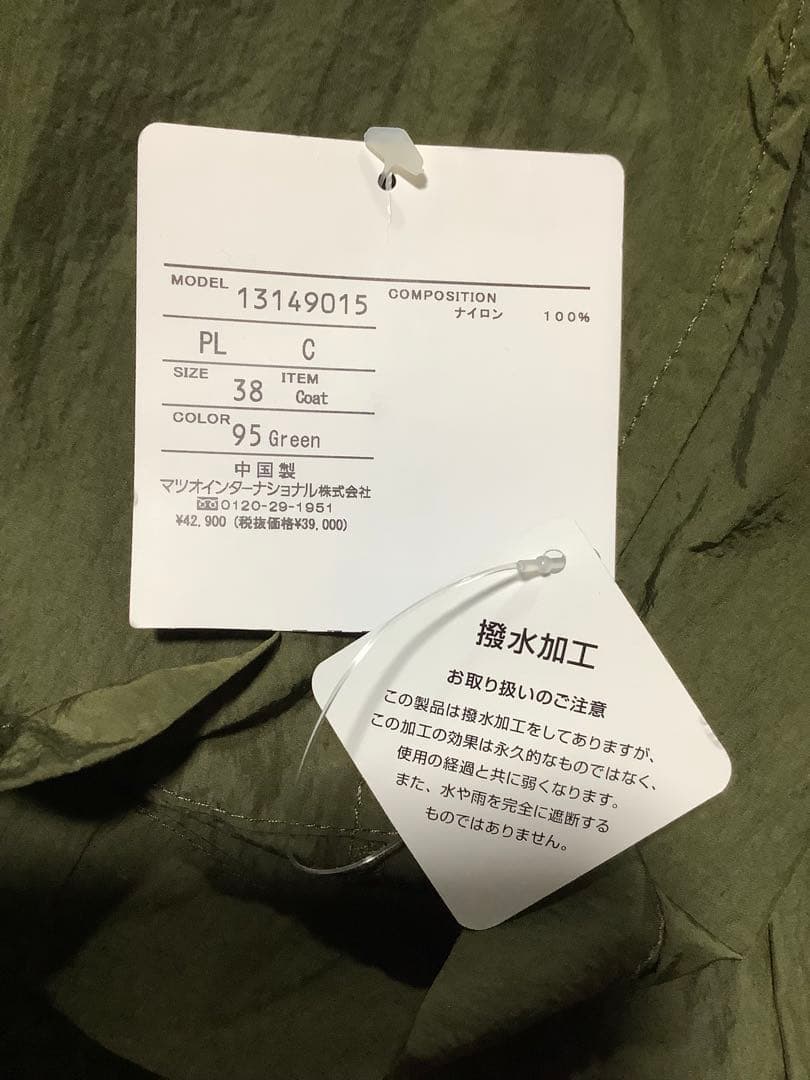 MODEL 13149015
COMPOSITION
ナイロン 100%
PL C
SIZE 38 ITEM Coat
COLOR 95 Green
中国製
マツオインターナショナル株式会社
0120-29-1951
¥42,900 (税抜価格¥39,000)
撥水加工
お取り扱いのご注意
この製品は撥水加工をしてありますが、
この加工の効果は永久的なものではなく、
使用の経過と共に弱くなります。
また、水や雨を完全に遮断する
ものではありません。